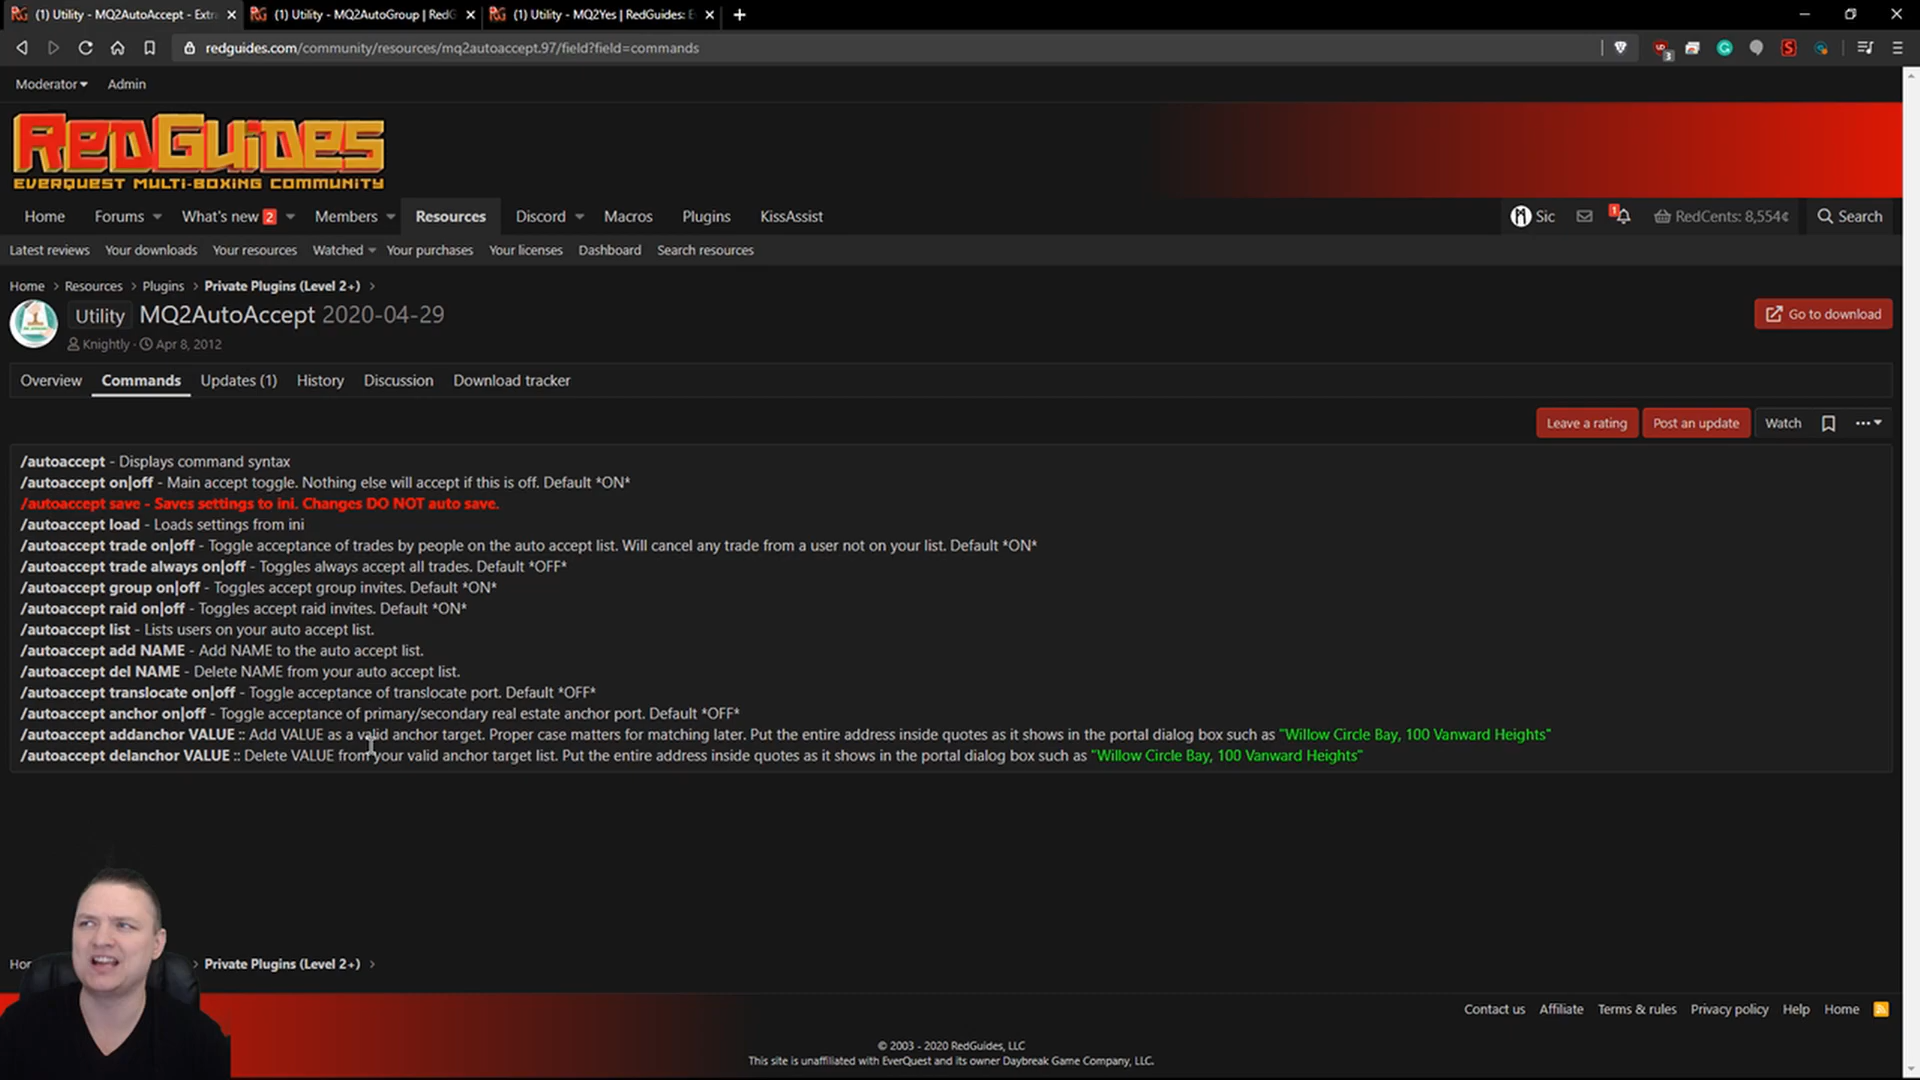 (1) Utility - MQ2AutoAccept - Extr
(1) Utility - MQ2AutoGroup | RedG
(1) Utility - MQ2Yes | RedGuides: E
redguides.com/community/resources/mq2autoaccept.97/field?field=commands
3
Moderator Admin
RedGuides
EverQuest Multi-Boxing Community
Home Forums What's new 2 Members Resources Discord Macros Plugins KissAssist Sic 1 RedCents: 8,554¢ Search
Latest reviews Your downloads Your resources Watched Your purchases Your licenses Dashboard Search resources
Home > Resources > Plugins > Private Plugins (Level 2+) >
Utility MQ2AutoAccept 2020-04-29
Go to download
Knightly · Apr 8, 2012
Overview Commands Updates (1) History Discussion Download tracker
Leave a rating Post an update Watch
/autoaccept - Displays command syntax
/autoaccept on|off - Main accept toggle. Nothing else will accept if this is off. Default *ON*
/autoaccept save - Saves settings to ini. Changes DO NOT auto save.
/autoaccept load - Loads settings from ini
/autoaccept trade on|off - Toggle acceptance of trades by people on the auto accept list. Will cancel any trade from a user not on your list. Default *ON*
/autoaccept trade always on|off - Toggles always accept all trades. Default *OFF*
/autoaccept group on|off - Toggles accept group invites. Default *ON*
/autoaccept raid on|off - Toggles accept raid invites. Default *ON*
/autoaccept list - Lists users on your auto accept list.
/autoaccept add NAME - Add NAME to the auto accept list.
/autoaccept del NAME - Delete NAME from your auto accept list.
/autoaccept translocate on|off - Toggle acceptance of translocate port. Default *OFF*
/autoaccept anchor on|off - Toggle acceptance of primary/secondary real estate anchor port. Default *OFF*
/autoaccept addanchor VALUE :: Add VALUE as a valid anchor target. Proper case matters for matching later. Put the entire address inside quotes as it shows in the portal dialog box such as "Willow Circle Bay, 100 Vanward Heights"
/autoaccept delanchor VALUE :: Delete VALUE from your valid anchor target list. Put the entire address inside quotes as it shows in the portal dialog box such as "Willow Circle Bay, 100 Vanward Heights"
Hor > Private Plugins (Level 2+) >
Contact us Affiliate Terms & rules Privacy policy Help Home
© 2003 - 2020 RedGuides, LLC
This site is unaffiliated with EverQuest and its owner Daybreak Game Company, LLC.